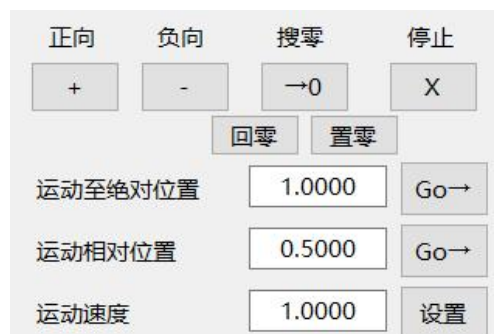 正向 负向 搜零 停止
+ - →0 X
回零 置零
运动至绝对位置 1.0000 Go→
运动相对位置 0.5000 Go→
运动速度 1.0000 设置